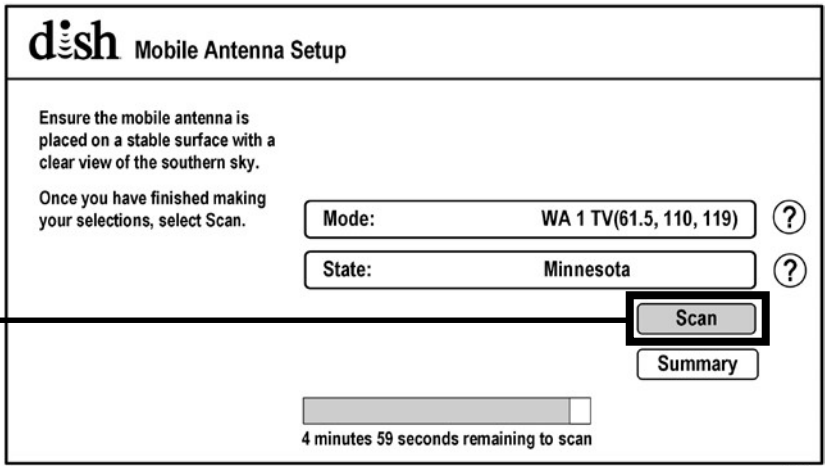 dish Mobile Antenna Setup
Ensure the mobile antenna is
placed on a stable surface with a
clear view of the southern sky.
Once you have finished making
your selections, select Scan.
Mode: WA 1 TV(61.5, 110, 119) ?
State: Minnesota ?
Scan
Summary
4 minutes 59 seconds remaining to scan